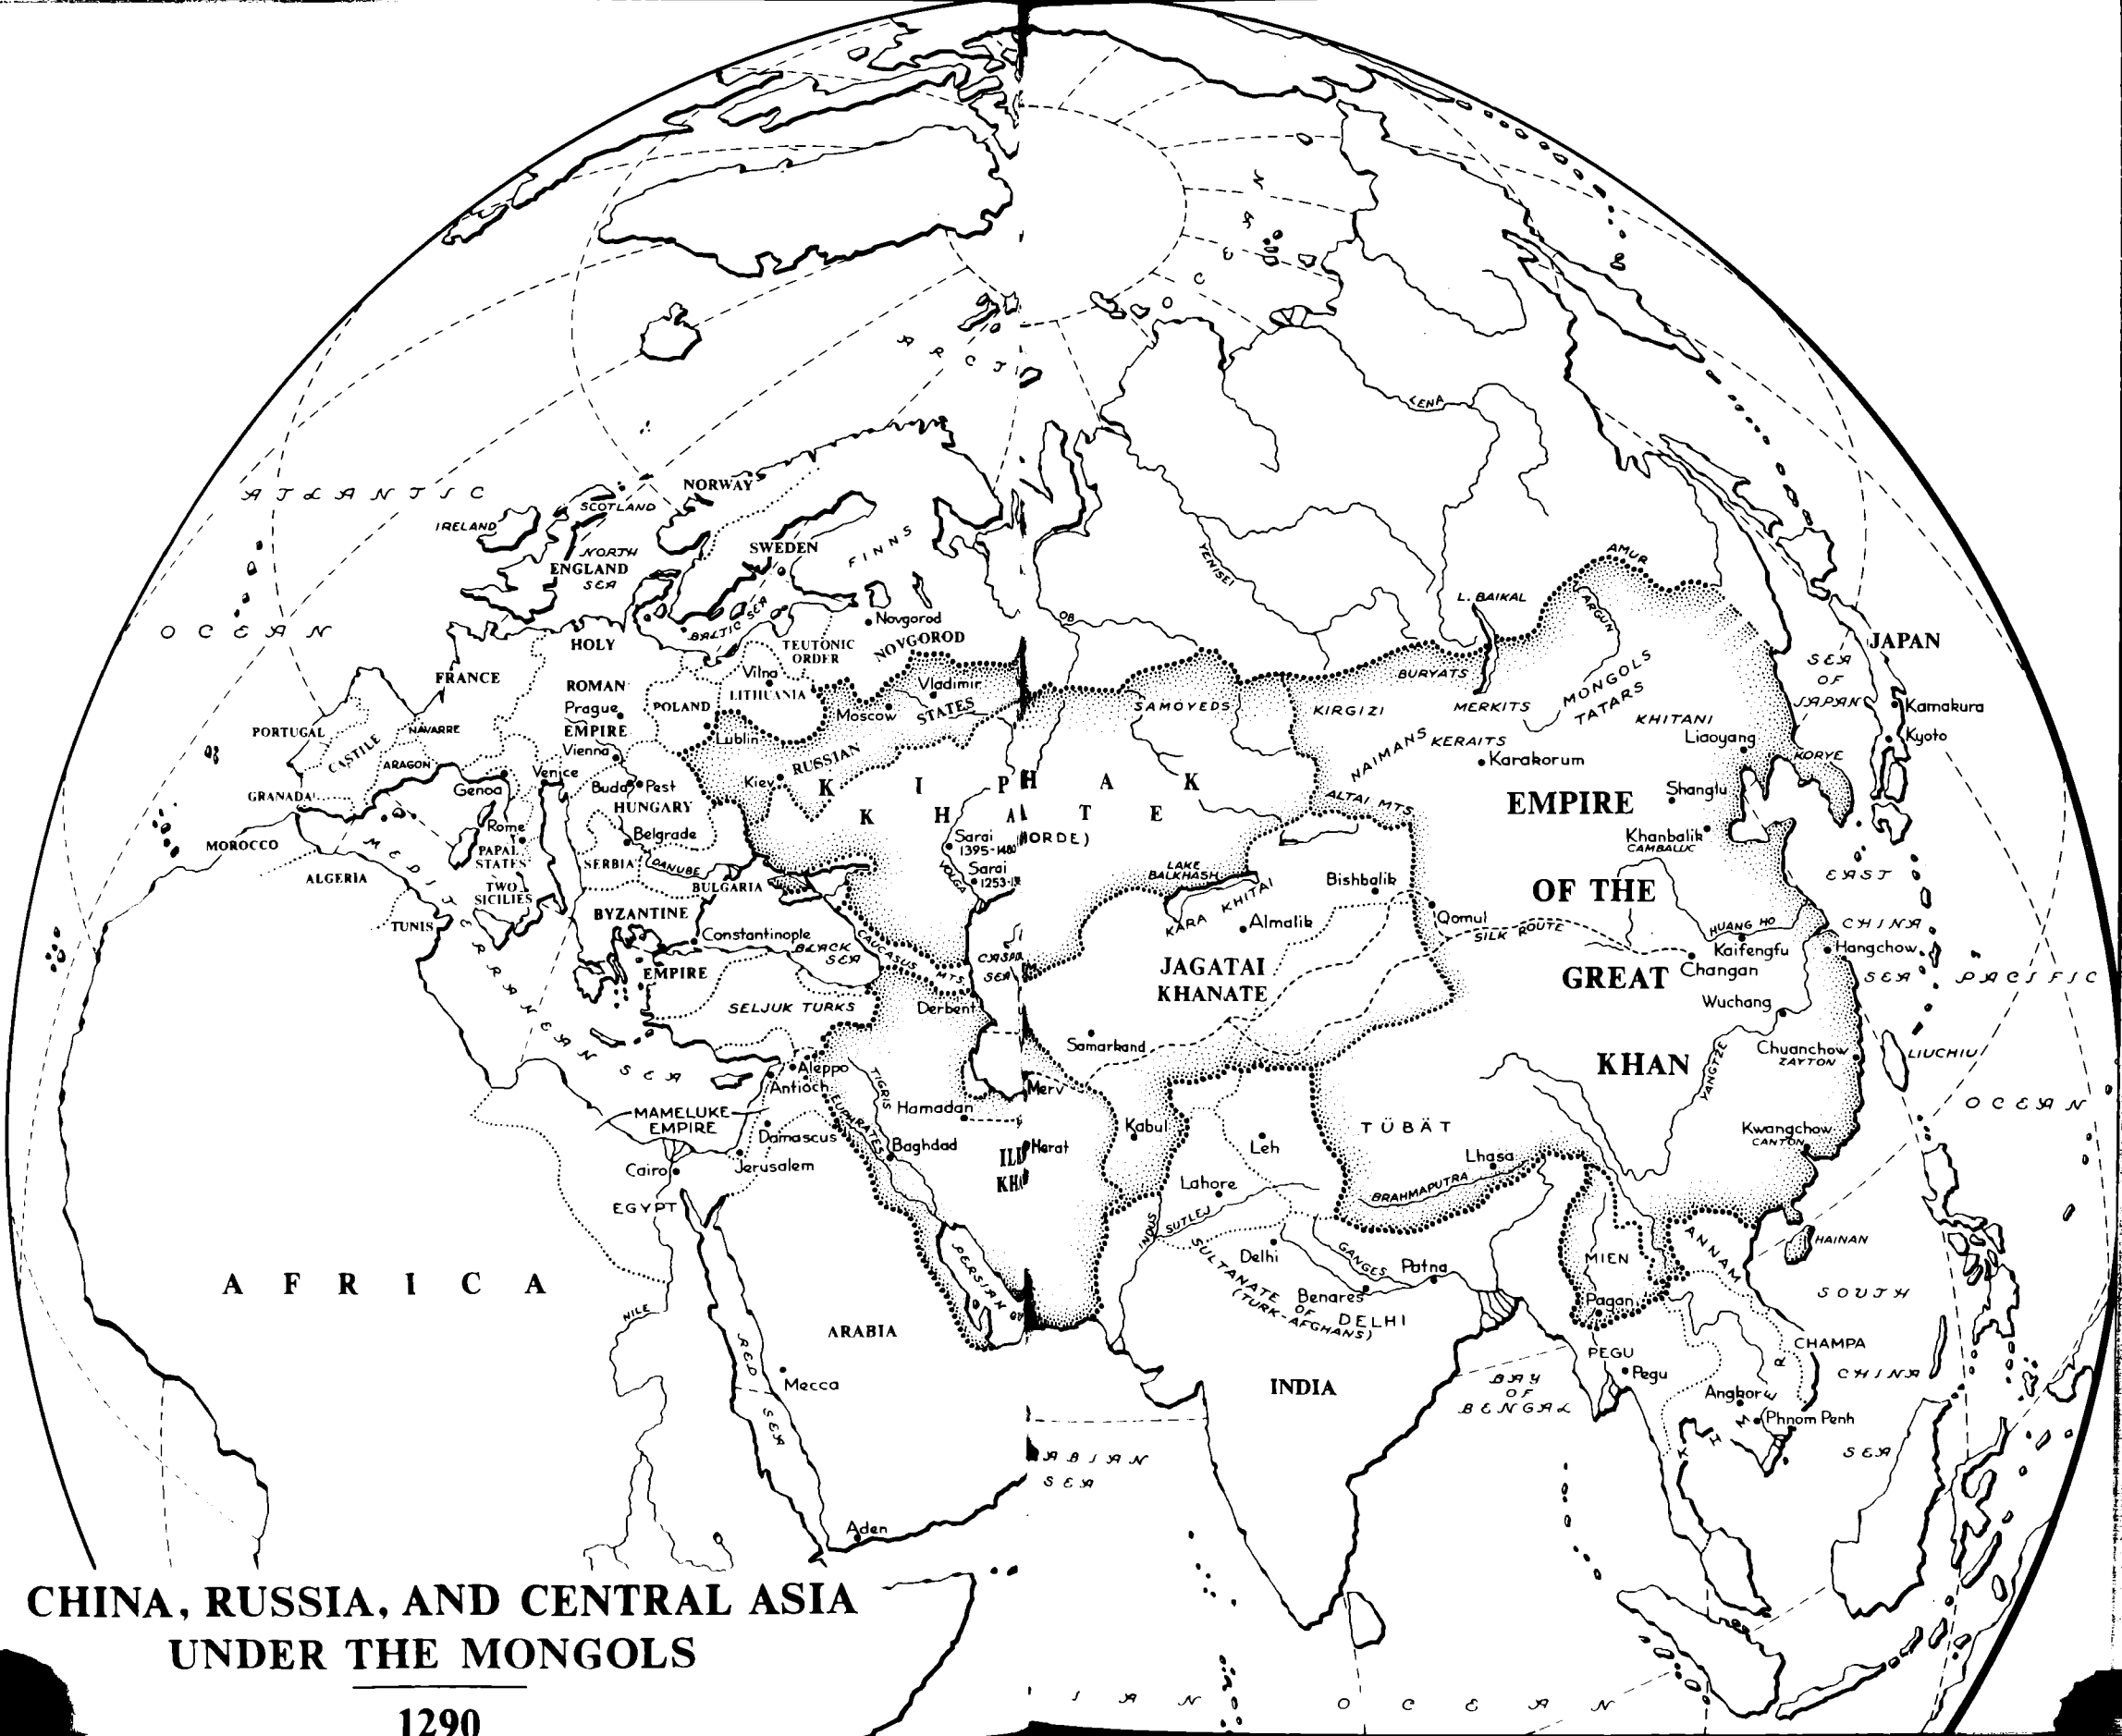 ARCT
OCEAN
ATLANTIC
OCEAN
NORWAY
SCOTLAND
IRELAND
NORTH
SEA
ENGLAND
SWEDEN
FINNS
BALTIC SEA
Novgorod
NOVGOROD
TEUTONIC
ORDER
HOLY
ROMAN
EMPIRE
FRANCE
Prague
POLAND
Vilna
LITHUANIA
Vladimir
Moscow
STATES
RUSSIAN
Lublin
Kiev
Vienna
PORTUGAL
CASTILE
NAVARRE
ARAGON
GRANADA
Genoa
Venice
Buda
Pest
HUNGARY
Belgrade
SERBIA
DANUBE
BULGARIA
Rome
PAPAL
STATES
TWO
SICILIES
MOROCCO
ALGERIA
TUNIS
MEDITERRANEAN
SEA
BYZANTINE
EMPIRE
Constantinople
BLACK
SEA
CAUCASUS MTS.
SELJUK TURKS
Derbent
KIPHAK
KHATE
HORDE)
Sarai
1395-1480
Sarai
VOLGA
SEA
LENA
YENISEI
OB
AMUR
ARGUN
L. BAIKAL
BURYATS
SAMOYEDS
KIRGIZI
MERKITS
MONGOLS
TATARS
KHITANI
NAIMANS
KERAITS
Karakorum
ALTAI MTS.
Liaoyang
Shangtu
KORYE
Khanbalik
CAMBALUC
JAPAN
SEA
OF
JAPAN
Kamakura
Kyoto
EMPIRE
OF THE
GREAT
KHAN
LAKE
BALKHASH
KARA KHITAI
Bishbalik
Almalik
Qomul
SILK ROUTE
HUANG HO
Kaifengfu
Changan
Hangchow
Wuchang
EAST
CHINA
SEA
PACIFIC
OCEAN
JAGATAI
KHANATE
Samarkand
Chuanchow
ZAYTON
LIUCHIU
YANGTZE
Kwangchow
CANTON
Merv
Aleppo
Antioch
TIGRIS
EUPHRATES
Hamadan
Baghdad
Herat
Kabul
Leh
TÜBÄT
Lhasa
BRAHMAPUTRA
MAMELUKE
EMPIRE
Damascus
Jerusalem
Cairo
EGYPT
Lahore
INDUS
SUTLEJ
Delhi
GANGES
Patna
Benares
SULTANATE OF DELHI
(TURK-AFGHANS)
MIEN
Pagan
ANNAM
HAINAN
AFRICA
NILE
RED
SEA
ARABIA
PERSIAN
Mecca
Aden
INDIA
BAY
OF
BENGAL
ABIAN
SEA
PEGU
Pegu
CHAMPA
Angkor
Phnom Penh
KHMER
SOUTH
CHINA
SEA
IAN OCEAN
CHINA, RUSSIA, AND CENTRAL ASIA
UNDER THE MONGOLS
1290